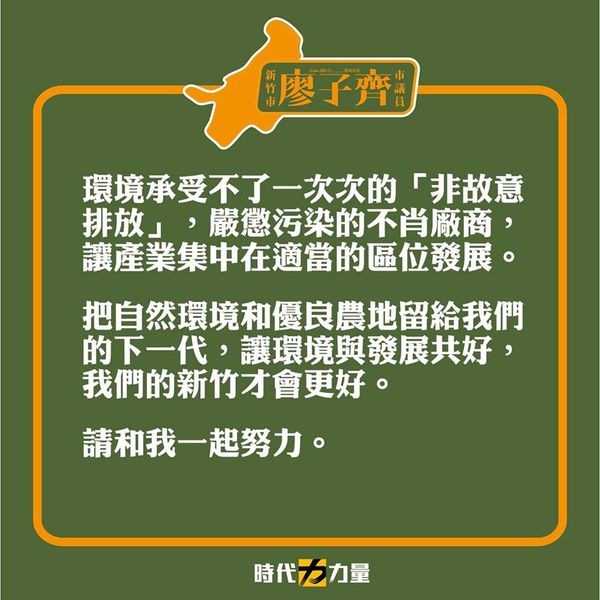 新竹市
廖子齊
市議員
環境承受不了一次次的「非故意
排放」，嚴懲污染的不肖廠商，
讓產業集中在適當的區位發展。
把自然環境和優良農地留給我們
的下一代，讓環境與發展共好，
我們的新竹才會更好。
請和我一起努力。
時代力力量